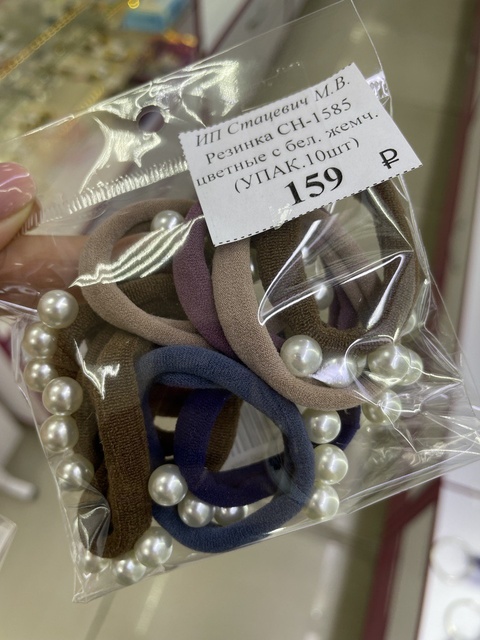 ИП Стацевич М.В.
Резинка СН-1585
цветные с бел. жемч.
(УПАК.10шт)
159 ₽